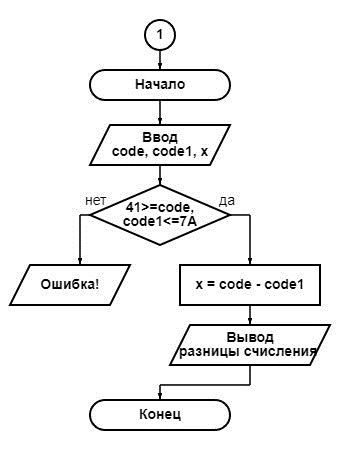 1
Начало
Ввод
code, code1, x
нет
да
41>=code,
code1<=7A
Ошибка!
x = code - code1
Вывод
разницы счисления
Конец